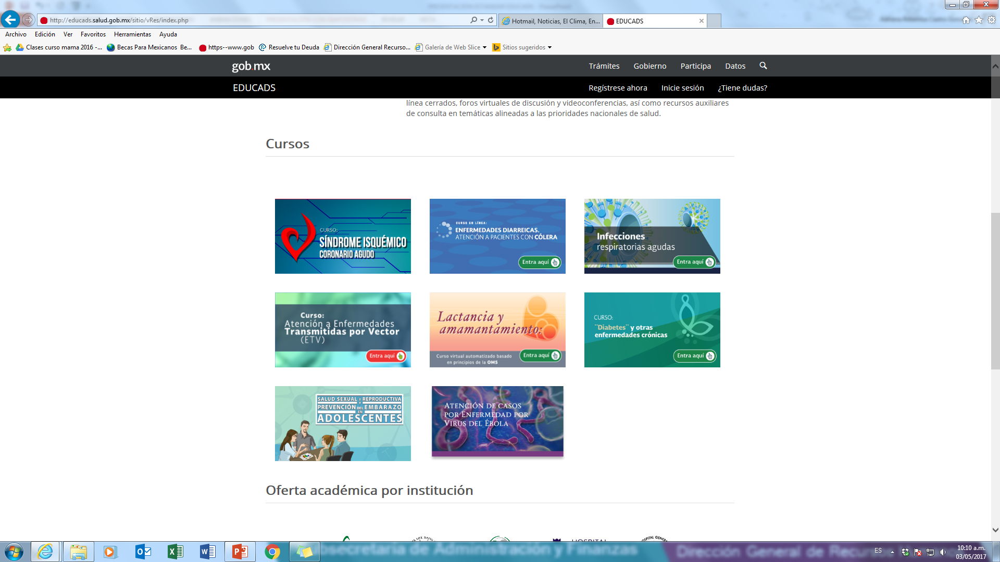 http://educads.salud.gob.mx/sitio/vRes/index.php
Hotmail, Noticias, El Clima, En...
EDUCADS
Archivo Edición Ver Favoritos Herramientas Ayuda
Clases curso mama 2016 -... Becas Para Mexicanos Be... https--www.gob Resuelve tu Deuda Dirección General Recurso... Galería de Web Slice Sitios sugeridos
gob.mx
Trámites Gobierno Participa Datos
EDUCADS
Regístrese ahora Inicie sesión ¿Tiene dudas?
línea cerrados, foros virtuales de discusión y videoconferencias, así como recursos auxiliares
de consulta en temáticas alineadas a las prioridades nacionales de salud.
Cursos
CURSO:
SÍNDROME ISQUÉMICO
CORONARIO AGUDO
CURSO EN LÍNEA:
ENFERMEDADES DIARREICAS.
ATENCIÓN A PACIENTES CON CÓLERA
Entra aquí
Infecciones
respiratorias agudas
Entra aquí
Curso:
Atención a Enfermedades
Transmitidas por Vector
(ETV)
Entra aquí
Lactancia y
amamantamiento:
Curso virtual automatizado basado
en principios de la OMS
Entra aquí
CURSO:
¨Diabetes¨ y otras
enfermedades crónicas
Entra aquí
SALUD SEXUAL Y REPRODUCTIVA
Y
PREVENCIÓN DEL EMBARAZO
EN
ADOLESCENTES
ATENCIÓN DE CASOS
POR ENFERMEDAD POR
VIRUS DEL ÉBOLA
Oferta académica por institución
HOSPITAL
HOSPITAL GENERAL
ES
10:10 a.m.
03/05/2017